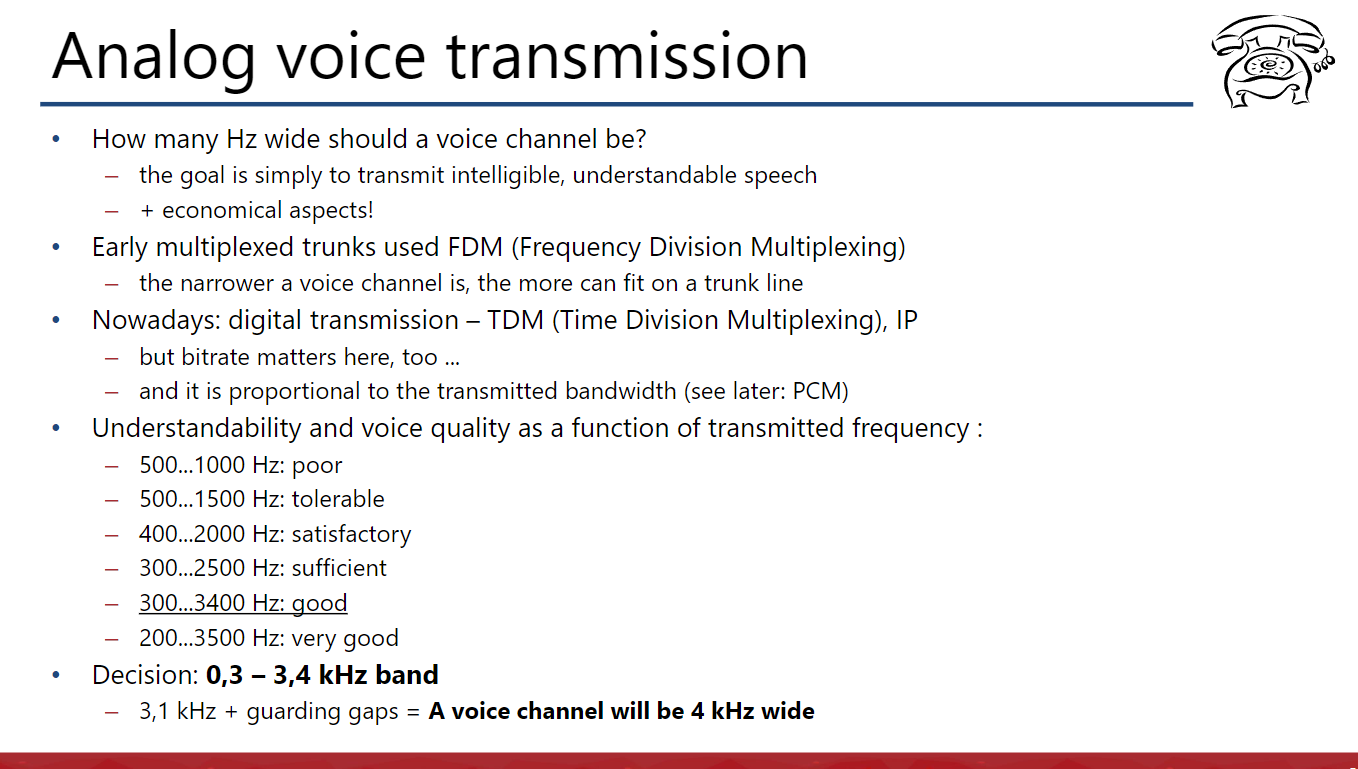 Analog voice transmission
• How many Hz wide should a voice channel be?
– the goal is simply to transmit intelligible, understandable speech
– + economical aspects!
• Early multiplexed trunks used FDM (Frequency Division Multiplexing)
– the narrower a voice channel is, the more can fit on a trunk line
• Nowadays: digital transmission – TDM (Time Division Multiplexing), IP
– but bitrate matters here, too ...
– and it is proportional to the transmitted bandwidth (see later: PCM)
• Understandability and voice quality as a function of transmitted frequency :
– 500...1000 Hz: poor
– 500...1500 Hz: tolerable
– 400...2000 Hz: satisfactory
– 300...2500 Hz: sufficient
– 300...3400 Hz: good
– 200...3500 Hz: very good
• Decision: 0,3 – 3,4 kHz band
– 3,1 kHz + guarding gaps = A voice channel will be 4 kHz wide